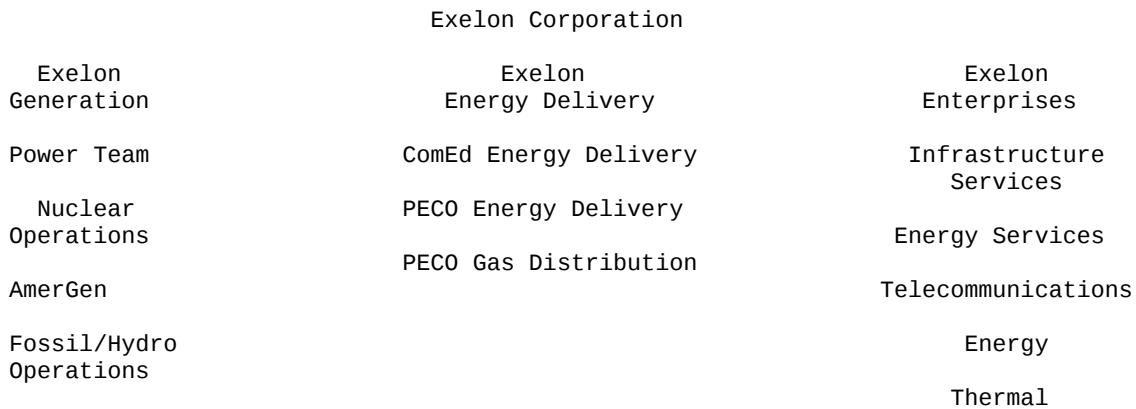 Exelon Corporation
Exelon Exelon Exelon
Generation Energy Delivery Enterprises
Power Team ComEd Energy Delivery Infrastructure
Services
Nuclear PECO Energy Delivery
Operations Energy Services
PECO Gas Distribution
AmerGen Telecommunications
Fossil/Hydro Energy
Operations
Thermal